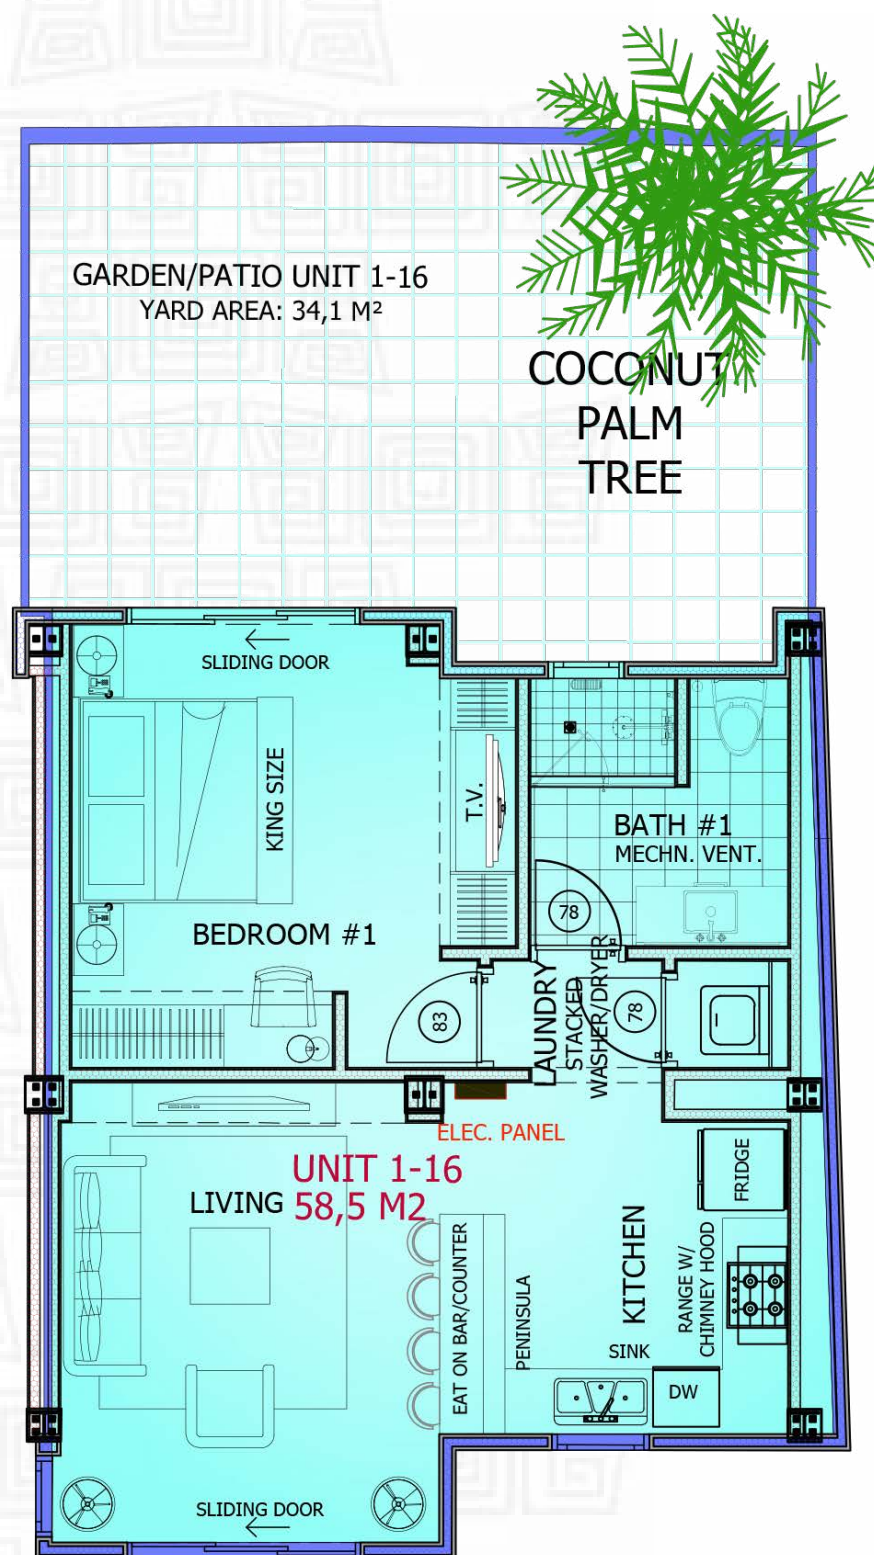 GARDEN/PATIO UNIT 1-16
YARD AREA: 34,1 M²
COCONUT
PALM
TREE
SLIDING DOOR
KING SIZE
T.V.
BATH #1
MECHN. VENT.
78
BEDROOM #1
83
LAUNDRY
STACKED
WASHER/DRYER
78
ELEC. PANEL
UNIT 1-16
58,5 M2
LIVING
FRIDGE
KITCHEN
RANGE W/
CHIMNEY HOOD
EAT ON BAR/COUNTER
PENINSULA
SINK
DW
SLIDING DOOR